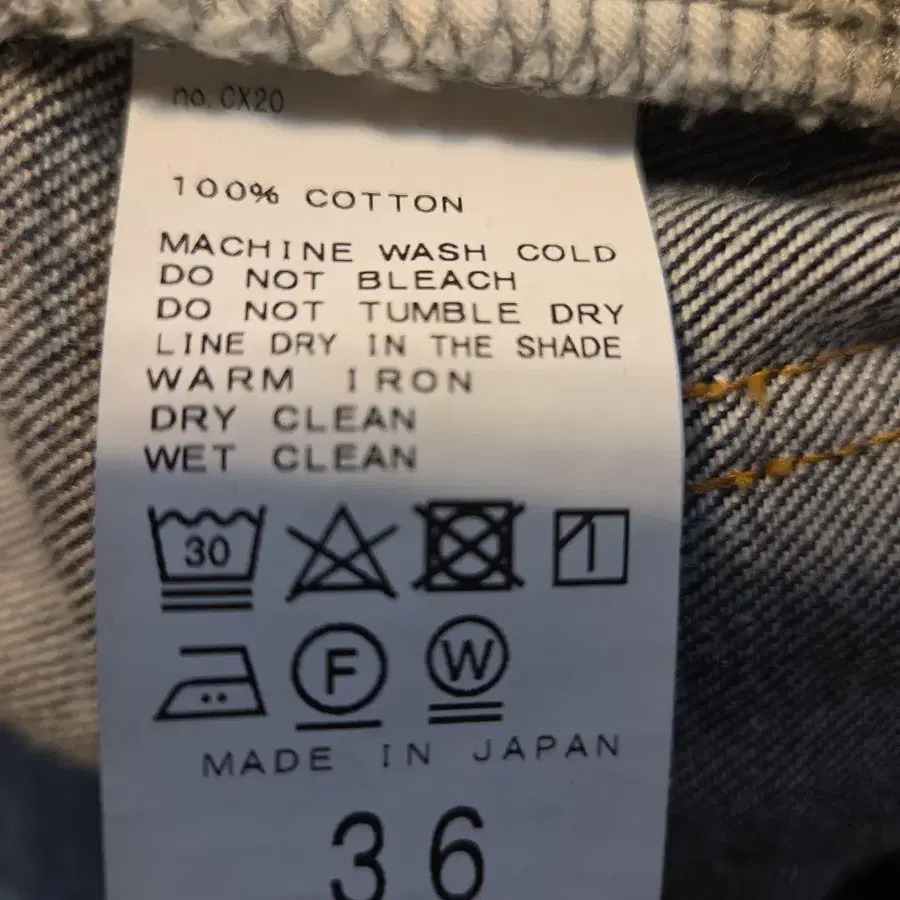 no. CX20
100% COTTON
MACHINE WASH COLD
DO NOT BLEACH
DO NOT TUMBLE DRY
LINE DRY IN THE SHADE
WARM IRON
DRY CLEAN
WET CLEAN
30
F W
MADE IN JAPAN
36